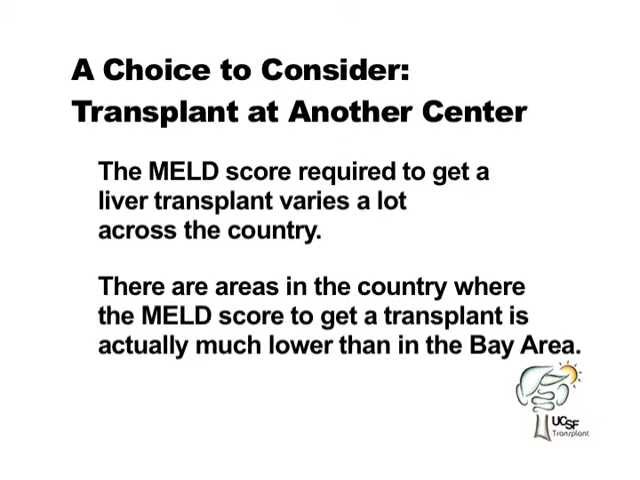 A Choice to Consider:
Transplant at Another Center
The MELD score required to get a
liver transplant varies a lot
across the country.
There are areas in the country where
the MELD score to get a transplant is
actually much lower than in the Bay Area.
UCSF
Transplant